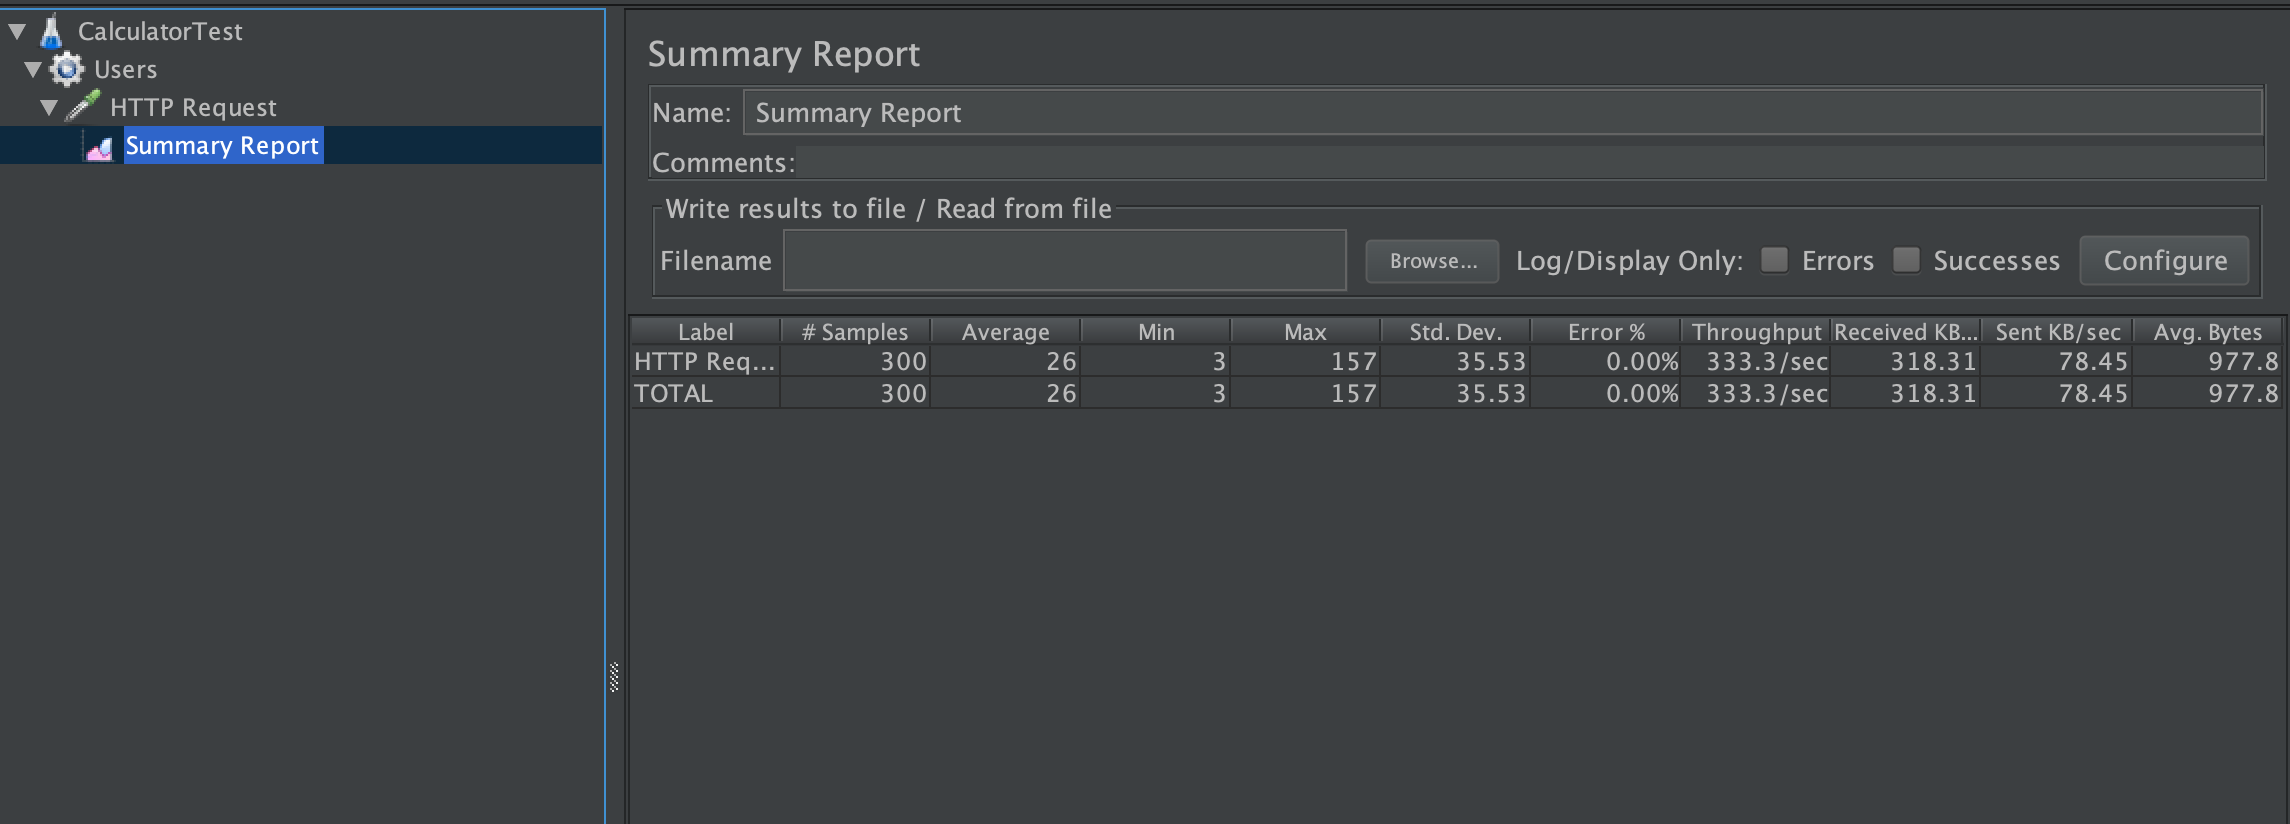 CalculatorTest
Users
HTTP Request
Summary Report
Summary Report
Name: Summary Report
Comments:
Write results to file / Read from file
Filename Browse... Log/Display Only: Errors Successes Configure
Label # Samples Average Min Max Std. Dev. Error % Throughput Received KB... Sent KB/sec Avg. Bytes
HTTP Req... 300 26 3 157 35.53 0.00% 333.3/sec 318.31 78.45 977.8
TOTAL 300 26 3 157 35.53 0.00% 333.3/sec 318.31 78.45 977.8